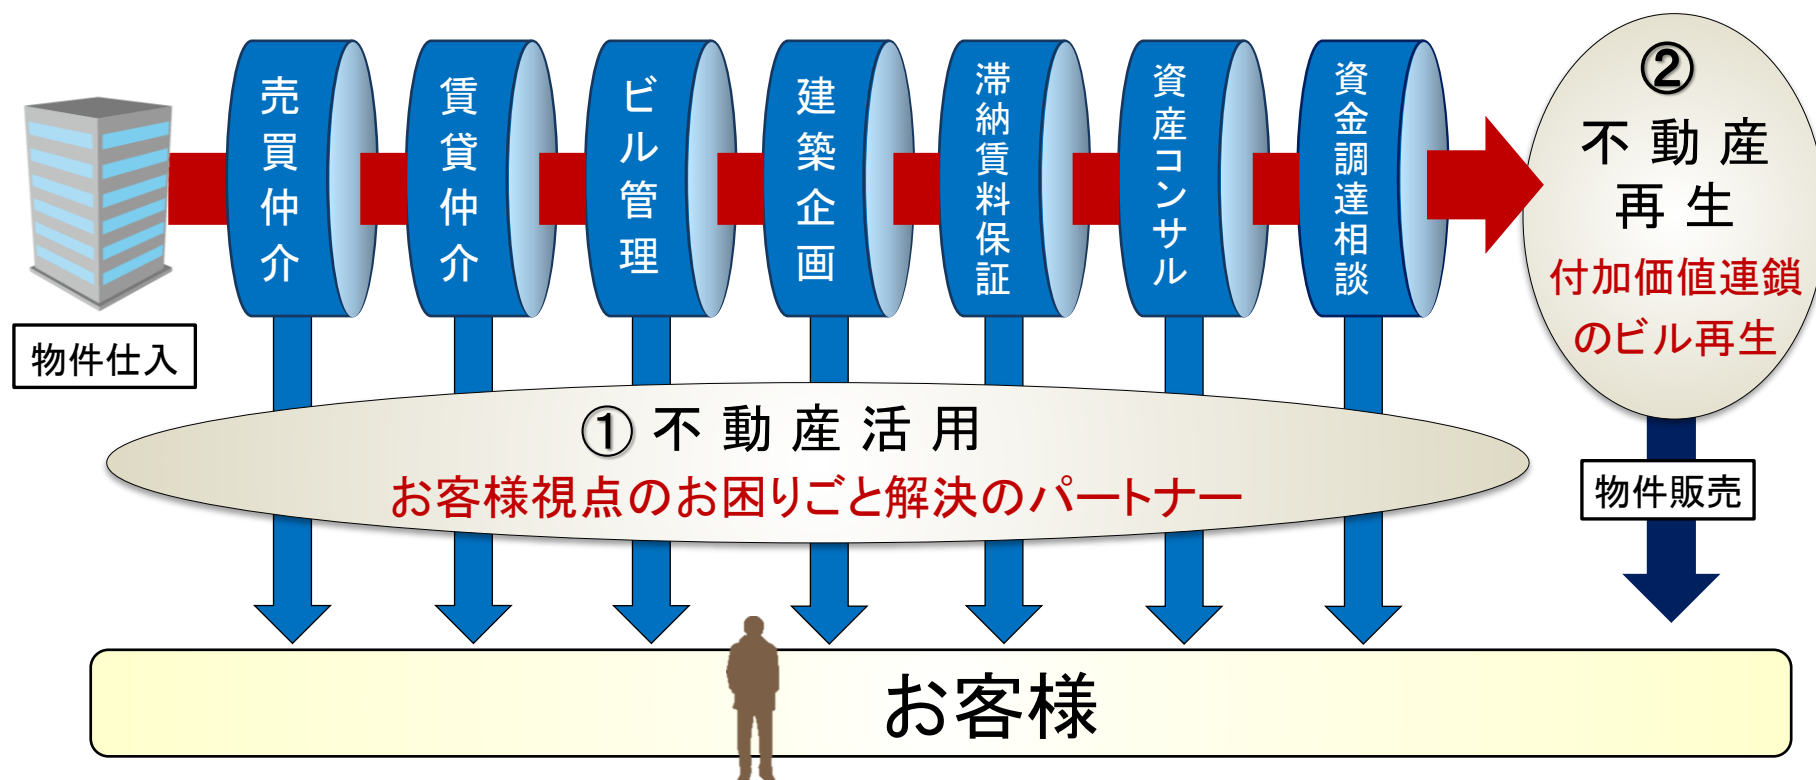 物件仕入
売買仲介
賃貸仲介
ビル管理
建築企画
滞納賃料保証
資産コンサル
資金調達相談
②
不動産
再生
付加価値連鎖
のビル再生
①不動産活用
お客様視点のお困りごと解決のパートナー
物件販売
お客様